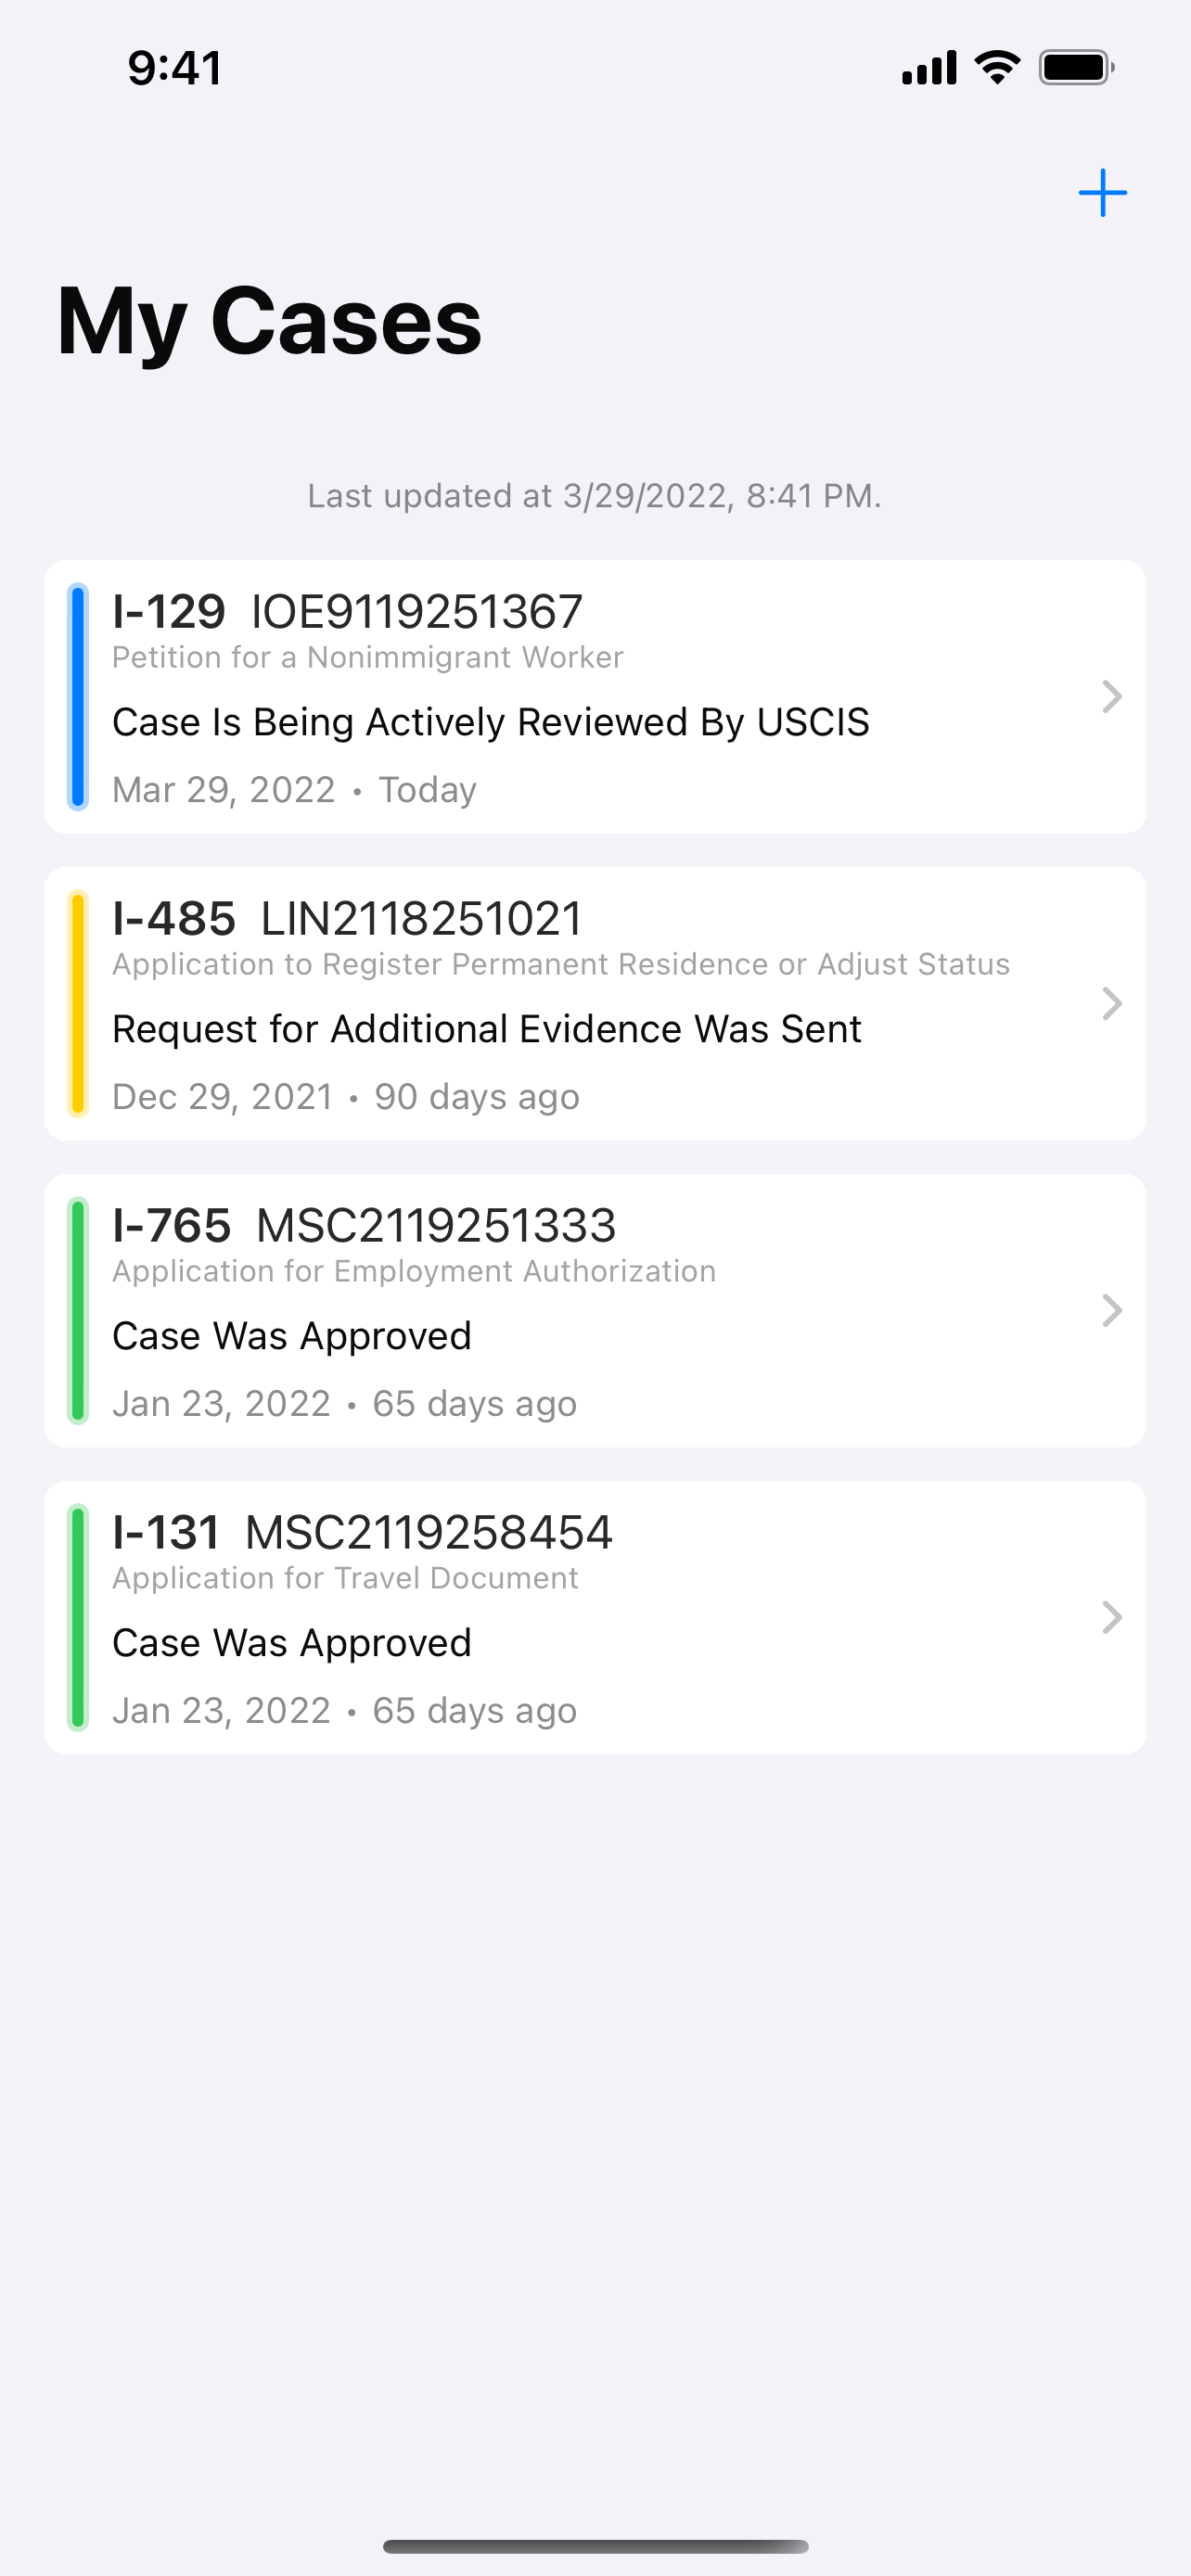 9:41
My Cases
Last updated at 3/29/2022, 8:41 PM.
I-129 IOE9119251367
Petition for a Nonimmigrant Worker
Case Is Being Actively Reviewed By USCIS
Mar 29, 2022 • Today
I-485 LIN2118251021
Application to Register Permanent Residence or Adjust Status
Request for Additional Evidence Was Sent
Dec 29, 2021 • 90 days ago
I-765 MSC2119251333
Application for Employment Authorization
Case Was Approved
Jan 23, 2022 • 65 days ago
I-131 MSC2119258454
Application for Travel Document
Case Was Approved
Jan 23, 2022 • 65 days ago